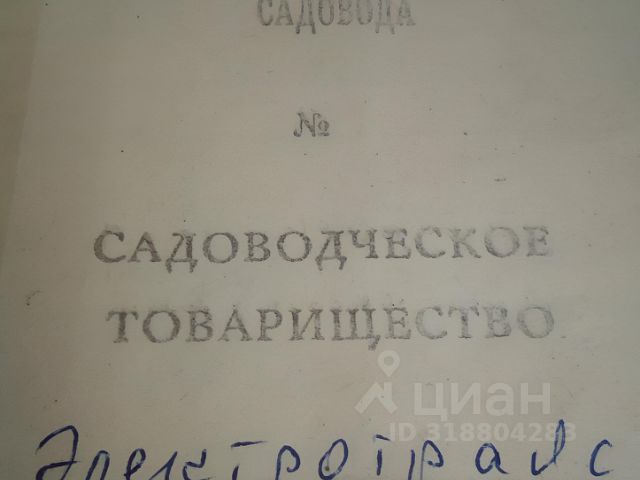 САДОВОДА
№
САДОВОДЧЕСКОЕ
ТОВАРИЩЕСТВО
циан
ID 318804283
Электротранс